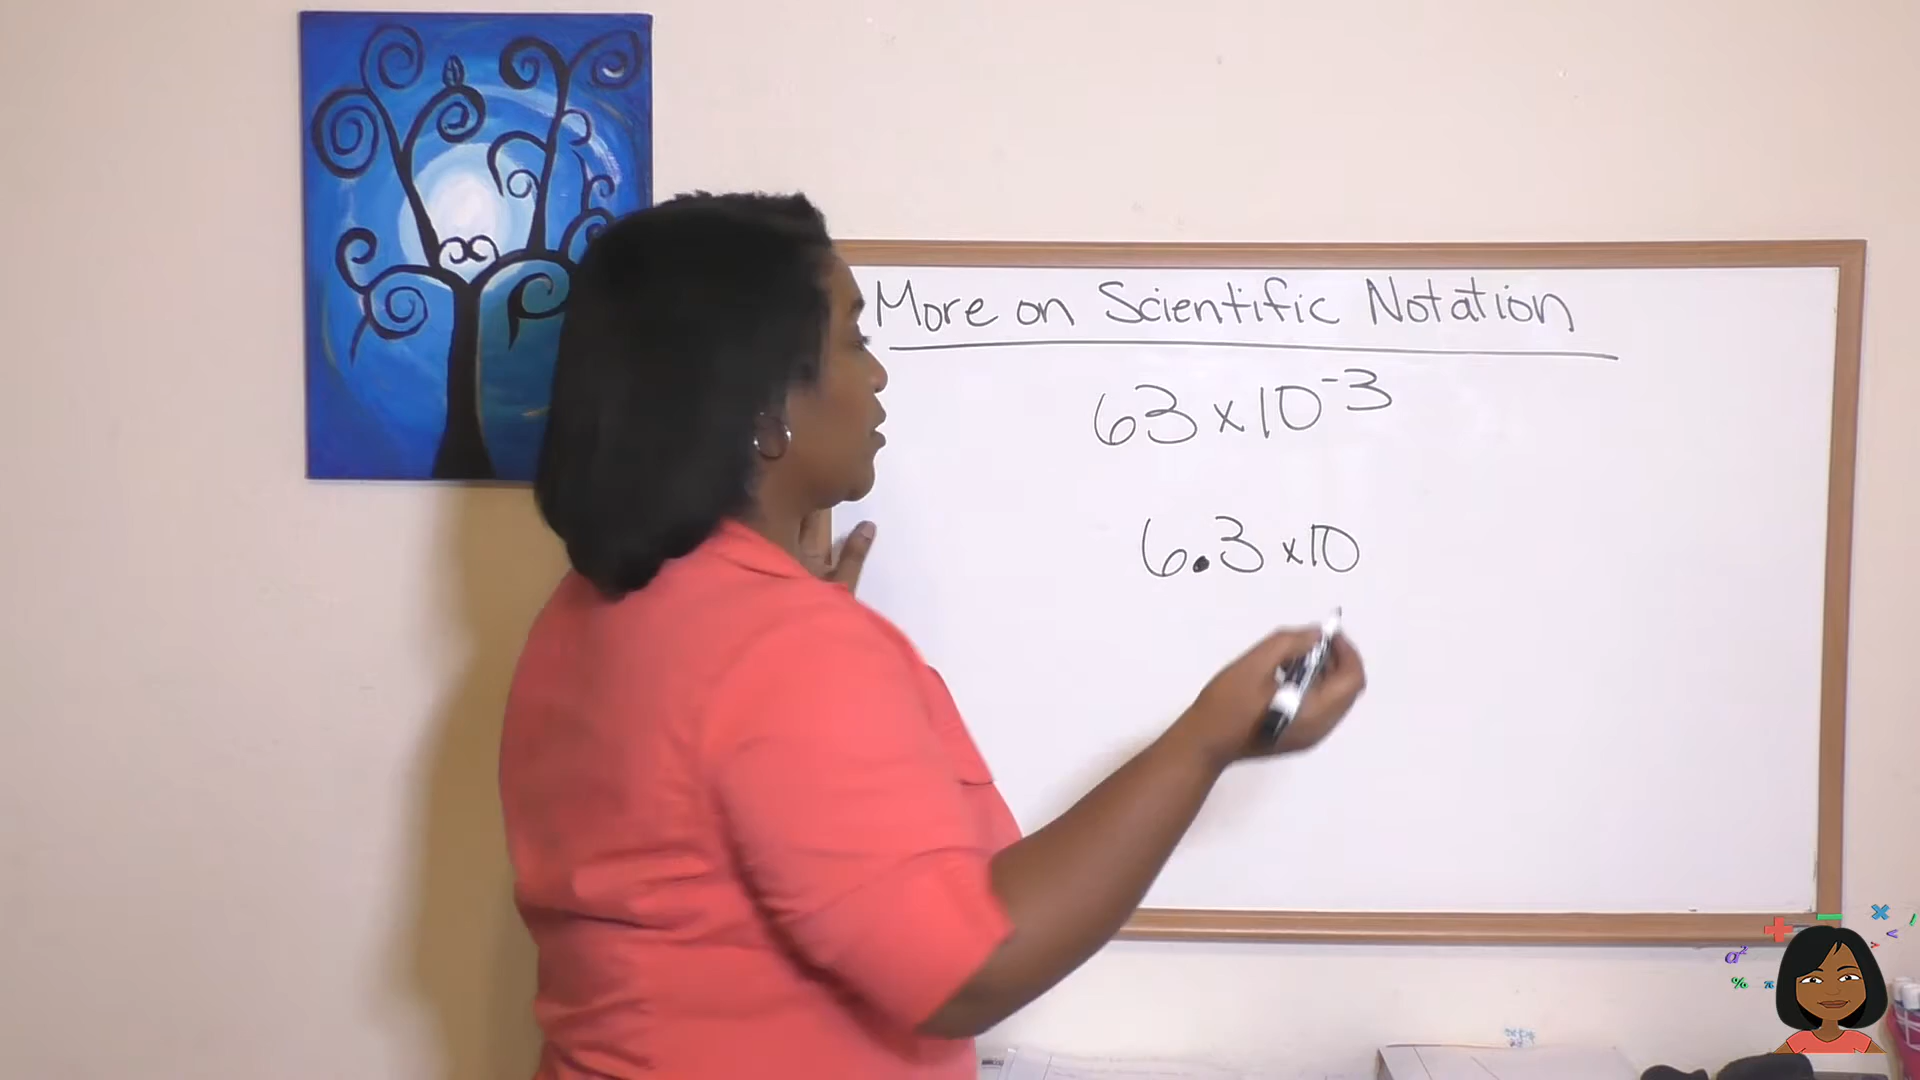 More on Scientific Notation
63 x 10⁻³
6.3 x 10